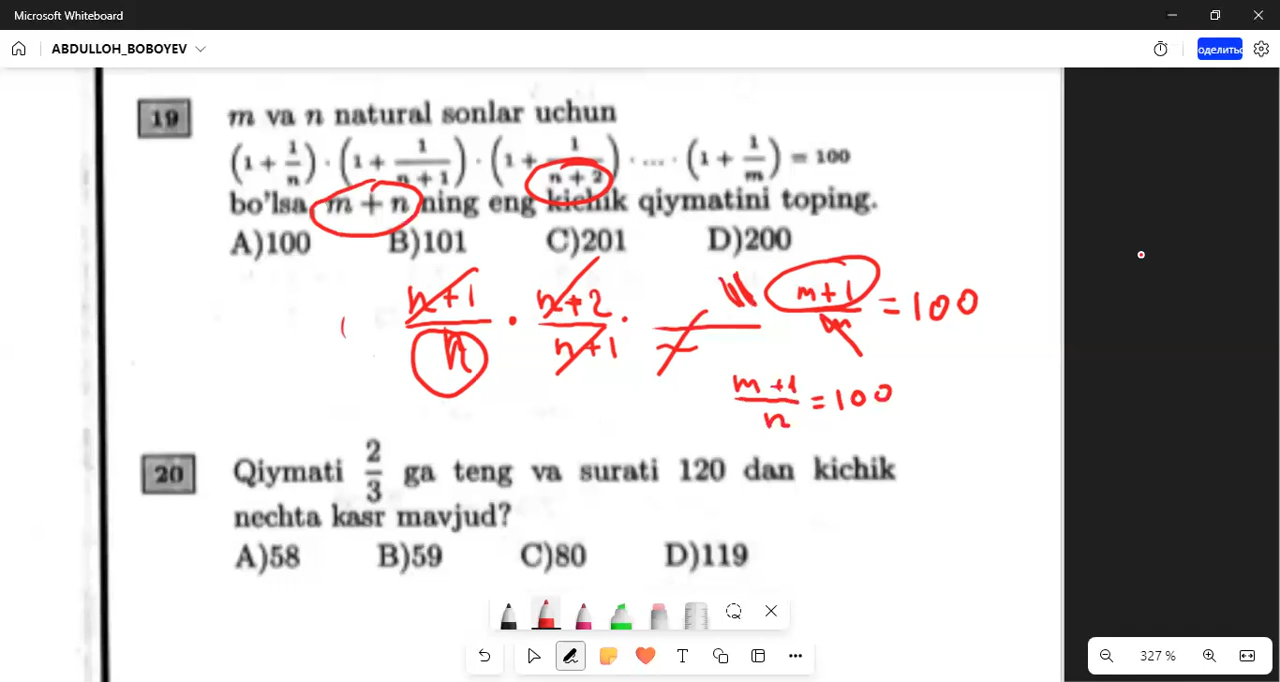 Microsoft Whiteboard
ABDULLOH_BOBOYEV
оделитьс
19 m va n natural sonlar uchun
(1 + 1/n) · (1 + 1/(n + 1)) · (1 + 1/(n + 2)) · ... · (1 + 1/m) = 100
bo'lsa m + n ning eng kichik qiymatini toping.
A)100 B)101 C)201 D)200
(n+1)/n · (n+2)/(n+1) · (m+1)/m = 100
(m+1)/n = 100
20 Qiymati 2/3 ga teng va surati 120 dan kichik
nechta kasr mavjud?
A)58 B)59 C)80 D)119
T
327 %